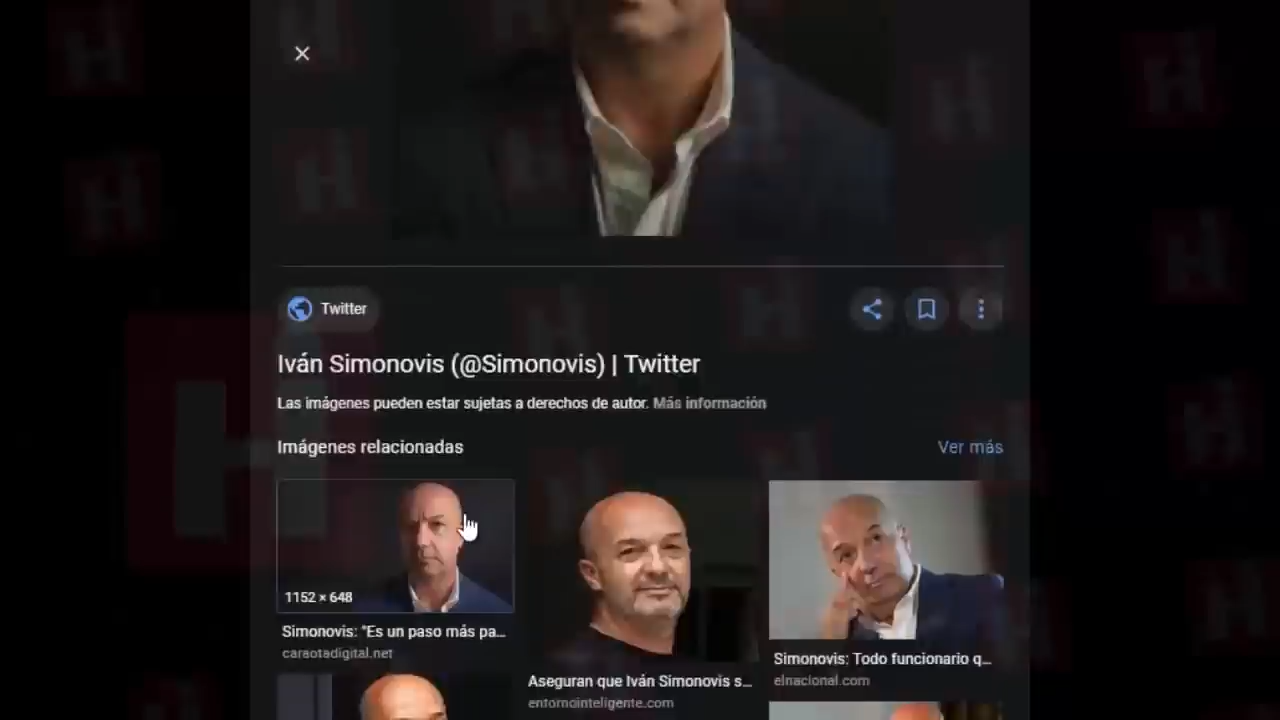 Twitter
Iván Simonovis (@Simonovis) | Twitter
Las imágenes pueden estar sujetas a derechos de autor. Más información
Imágenes relacionadas
Ver más
1152 × 648
Simonovis: "Es un paso más pa...
caraotadigital.net
Aseguran que Iván Simonovis s...
entornointeligente.com
Simonovis: Todo funcionario q...
elnacional.com